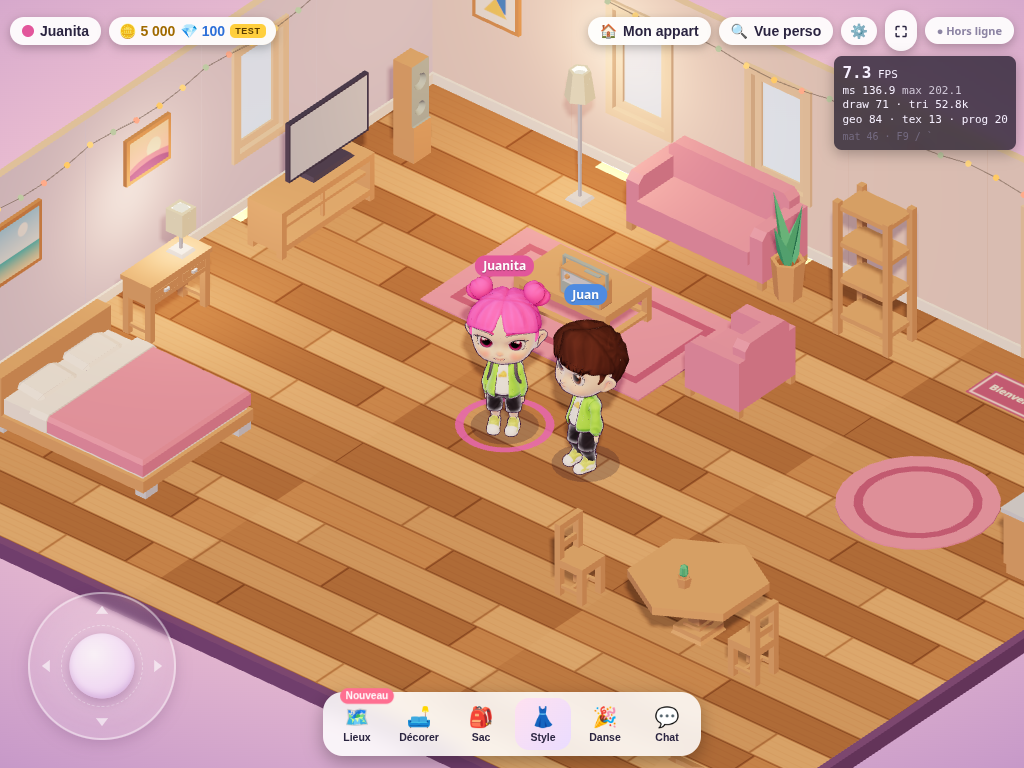 Juanita
5 000
100
TEST
Mon appart
Vue perso
Hors ligne
7.3 FPS
ms 136.9 max 202.1
draw 71 · tri 52.8k
geo 84 · tex 13 · prog 20
mat 46 · F9 / `
Juanita
Juan
Nouveau
Lieux
Décorer
Sac
Style
Danse
Chat